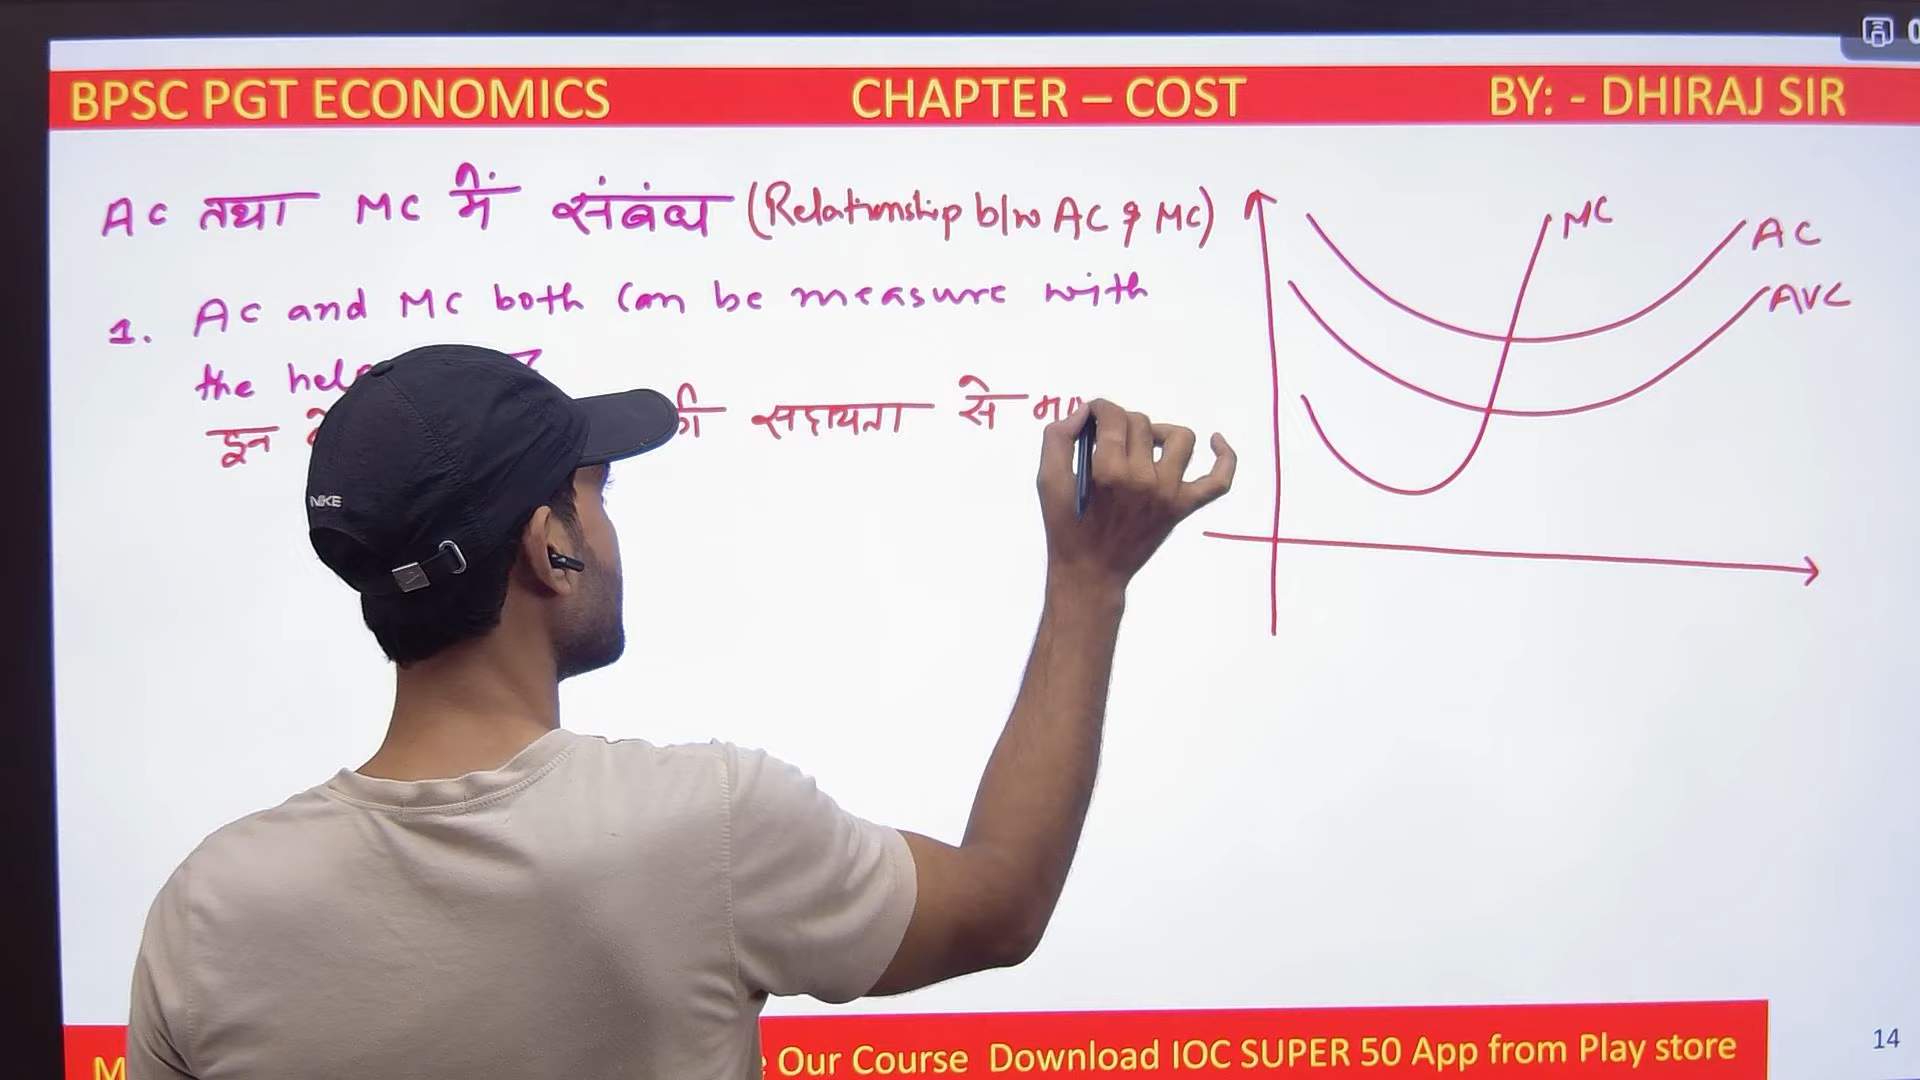 BPSC PGT ECONOMICS CHAPTER – COST BY: - DHIRAJ SIR
AC तथा MC में संबंध (Relationship b/w AC & MC)
1. AC and MC both can be measure with
the
इन की सहायता से
MC
AC
AVC
NIKE
Our Course Download IOC SUPER 50 App from Play store
14